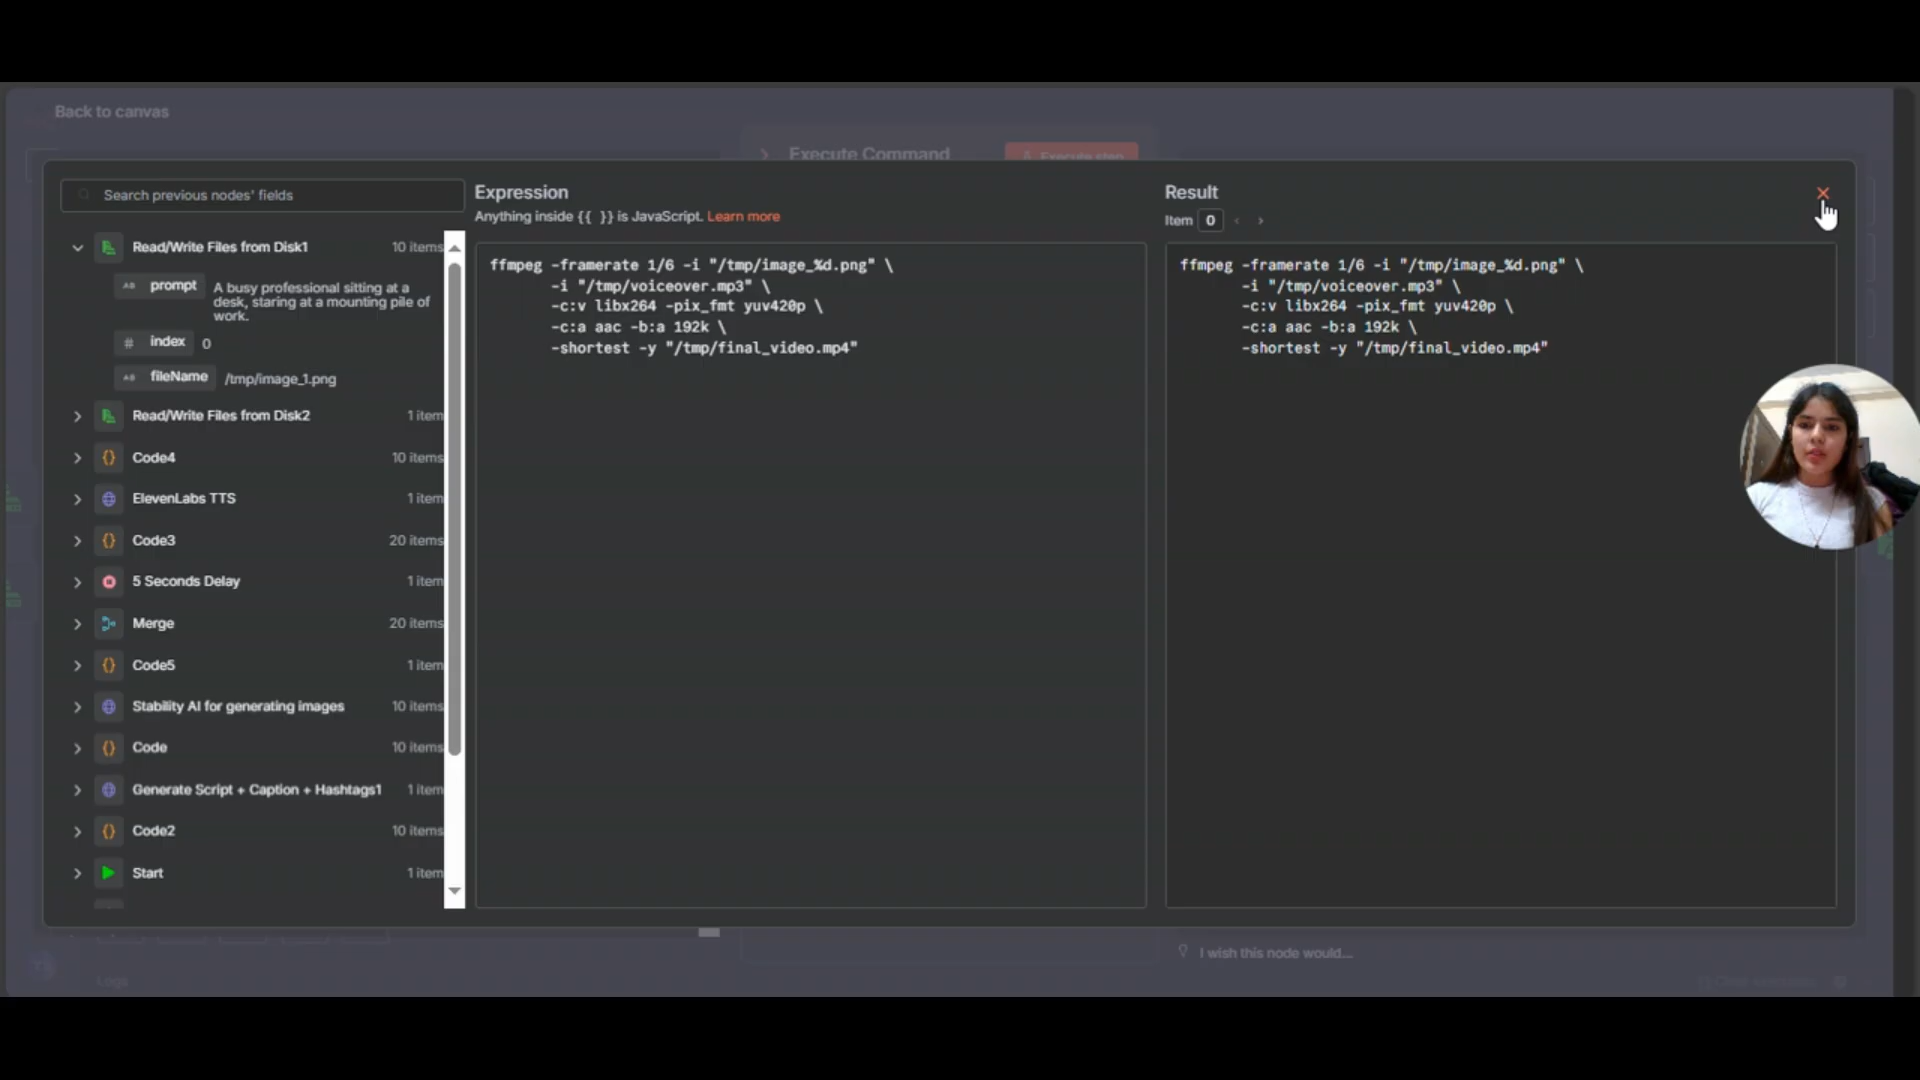 Back to canvas
Execute Command
Execute step
Search previous nodes' fields
Read/Write Files from Disk1 10 items
prompt A busy professional sitting at a
desk, staring at a mounting pile of
work.
# index 0
fileName /tmp/image_1.png
Read/Write Files from Disk2 1 item
Code4 10 items
ElevenLabs TTS 1 item
Code3 20 items
5 Seconds Delay 1 item
Merge 20 items
Code5 1 item
Stability AI for generating images 10 items
Code 10 items
Generate Script + Caption + Hashtags1 1 item
Code2 10 items
Start 1 item
Expression
Anything inside {{ }} is JavaScript. Learn more
ffmpeg -framerate 1/6 -i "/tmp/image_%d.png" \
-i "/tmp/voiceover.mp3" \
-c:v libx264 -pix_fmt yuv420p \
-c:a aac -b:a 192k \
-shortest -y "/tmp/final_video.mp4"
Result
Item 0
ffmpeg -framerate 1/6 -i "/tmp/image_%d.png" \
-i "/tmp/voiceover.mp3" \
-c:v libx264 -pix_fmt yuv420p \
-c:a aac -b:a 192k \
-shortest -y "/tmp/final_video.mp4"
I wish this node would...
Logs